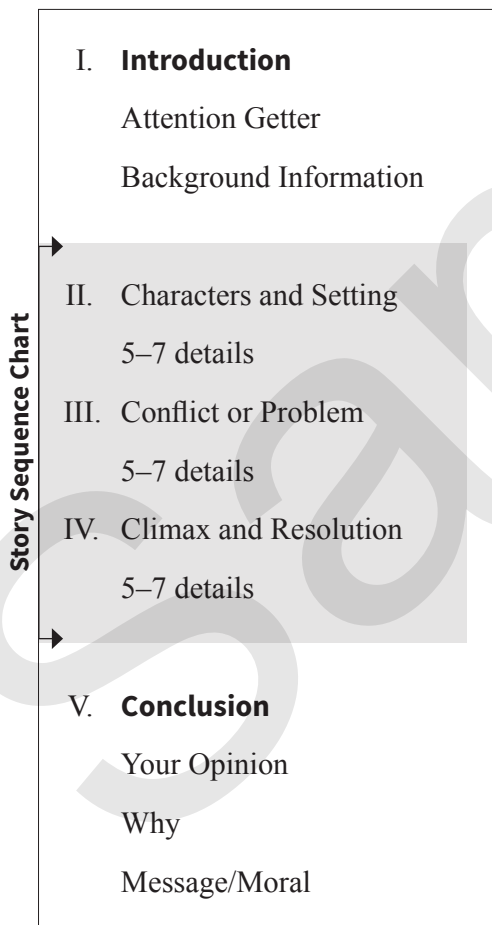 I. Introduction
Attention Getter
Background Information
Story Sequence Chart
II. Characters and Setting
5–7 details
III. Conflict or Problem
5–7 details
IV. Climax and Resolution
5–7 details
V. Conclusion
Your Opinion
Why
Message/Moral